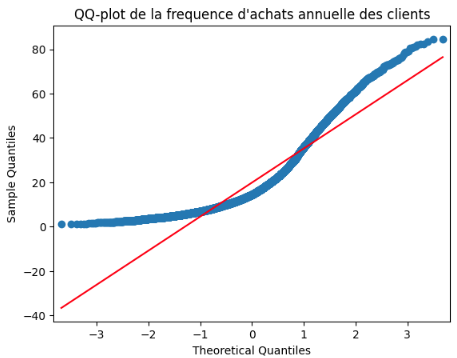 QQ-plot de la frequence d'achats annuelle des clients
Sample Quantiles
80
60
40
20
0
−20
−40
−3 −2 −1 0 1 2 3
Theoretical Quantiles